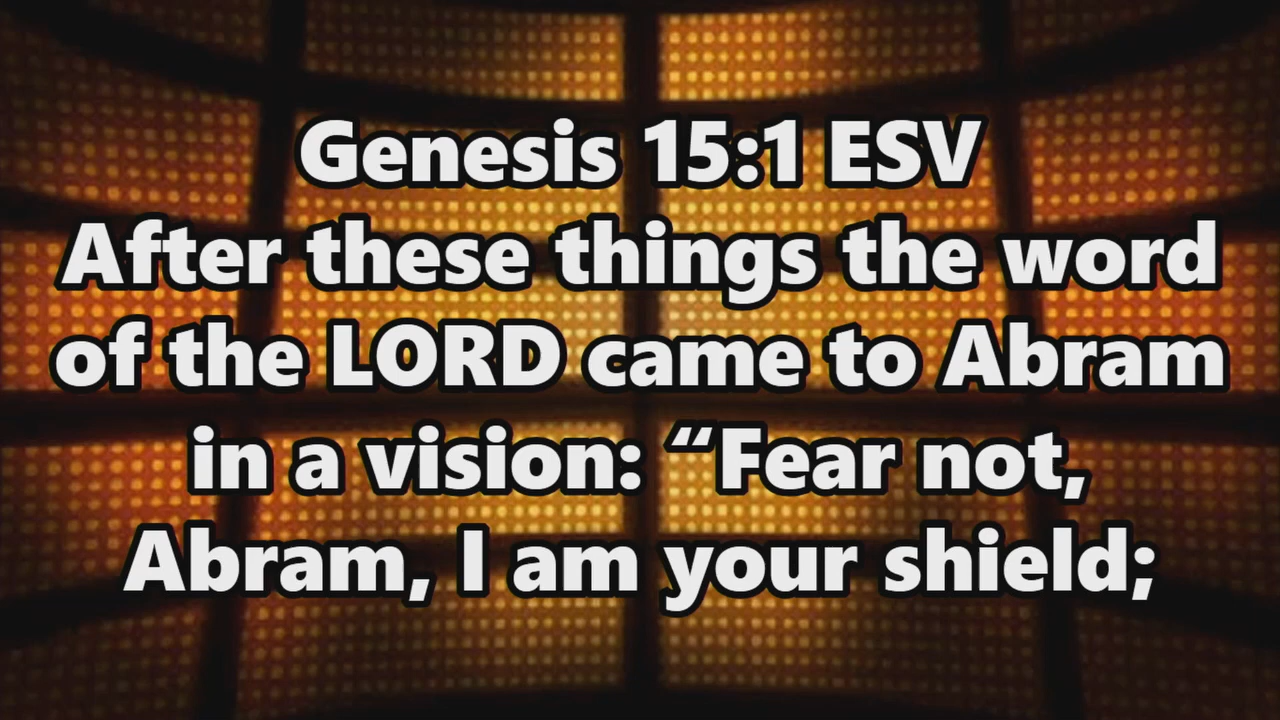 Genesis 15:1 ESV
After these things the word
of the LORD came to Abram
in a vision: “Fear not,
Abram, I am your shield;